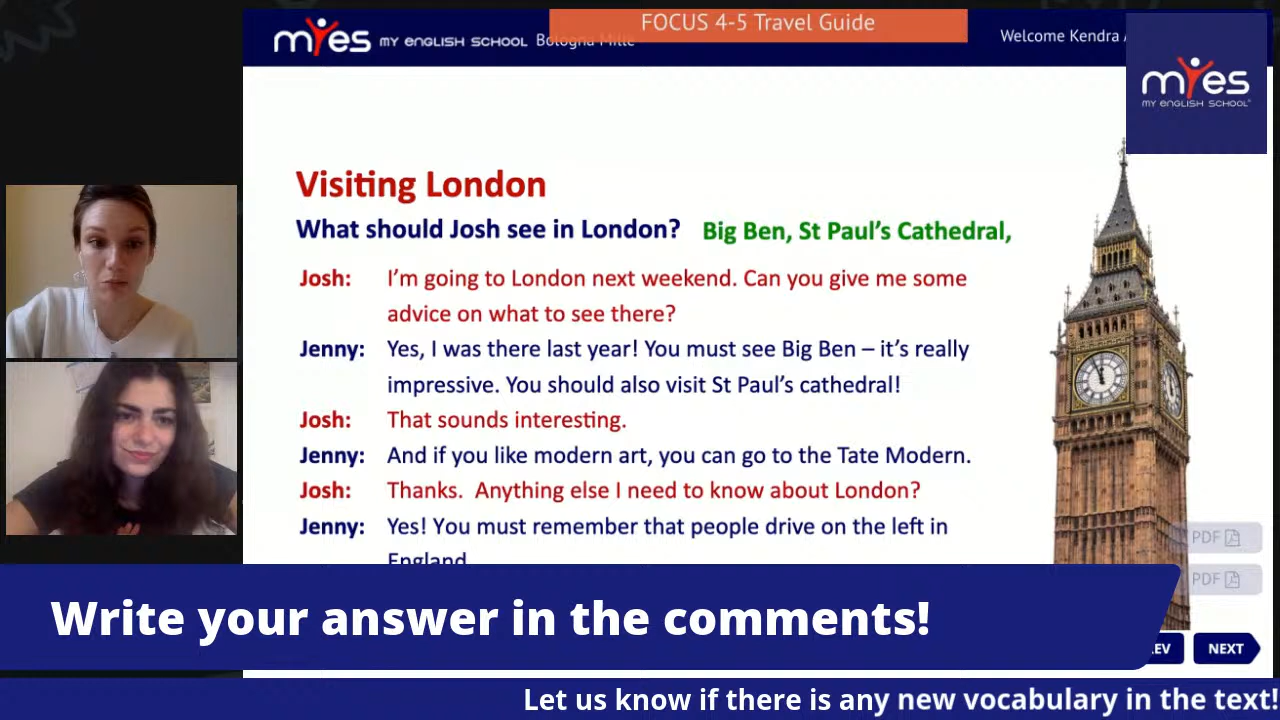 FOCUS 4-5 Travel Guide
myes MY ENGLISH SCHOOL Bologna Mille
Welcome Kendra
myes
MY ENGLISH SCHOOL
Visiting London
What should Josh see in London? Big Ben, St Paul's Cathedral,
Josh: I'm going to London next weekend. Can you give me some
advice on what to see there?
Jenny: Yes, I was there last year! You must see Big Ben – it's really
impressive. You should also visit St Paul's cathedral!
Josh: That sounds interesting.
Jenny: And if you like modern art, you can go to the Tate Modern.
Josh: Thanks. Anything else I need to know about London?
Jenny: Yes! You must remember that people drive on the left in
England
PDF
PDF
NEXT
Write your answer in the comments!
Let us know if there is any new vocabulary in the text!